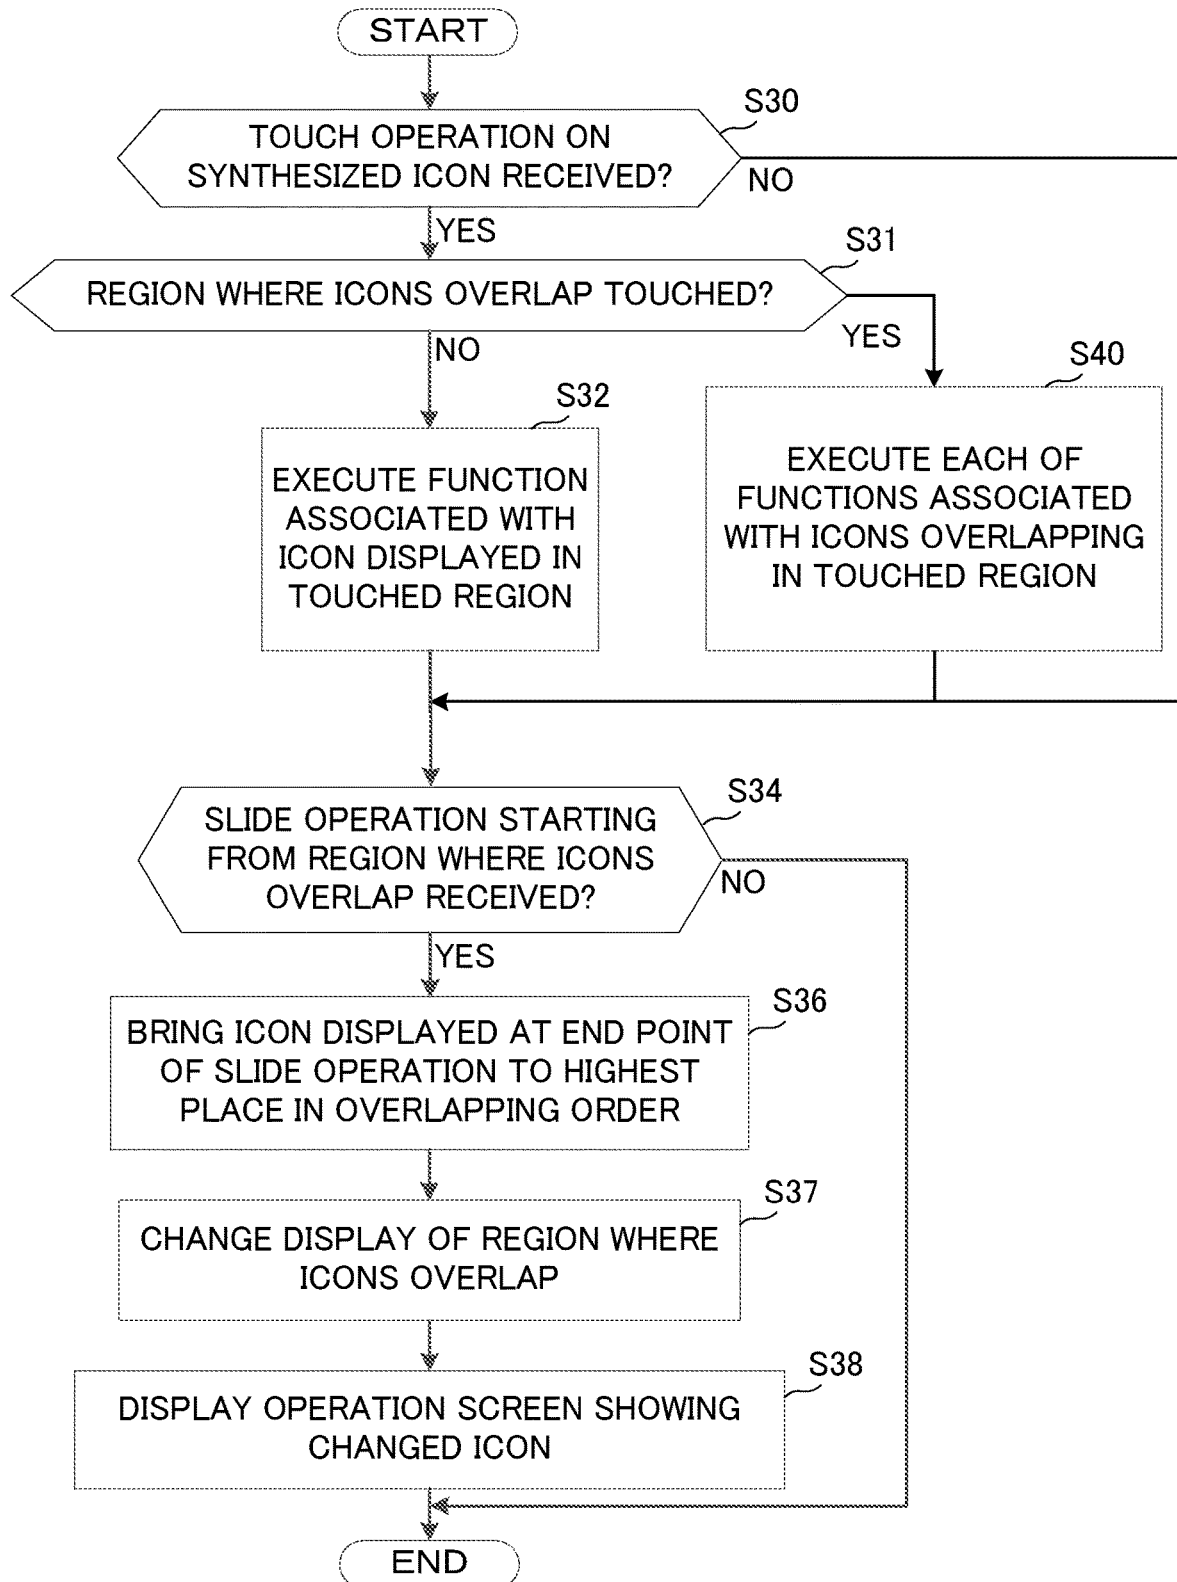 START
S30
TOUCH OPERATION ON
SYNTHESIZED ICON RECEIVED?
NO
YES
S31
REGION WHERE ICONS OVERLAP TOUCHED?
YES
NO
S40
S32
EXECUTE FUNCTION
ASSOCIATED WITH
ICON DISPLAYED IN
TOUCHED REGION
EXECUTE EACH OF
FUNCTIONS ASSOCIATED
WITH ICONS OVERLAPPING
IN TOUCHED REGION
S34
SLIDE OPERATION STARTING
FROM REGION WHERE ICONS
OVERLAP RECEIVED?
NO
YES
S36
BRING ICON DISPLAYED AT END POINT
OF SLIDE OPERATION TO HIGHEST
PLACE IN OVERLAPPING ORDER
S37
CHANGE DISPLAY OF REGION WHERE
ICONS OVERLAP
S38
DISPLAY OPERATION SCREEN SHOWING
CHANGED ICON
END